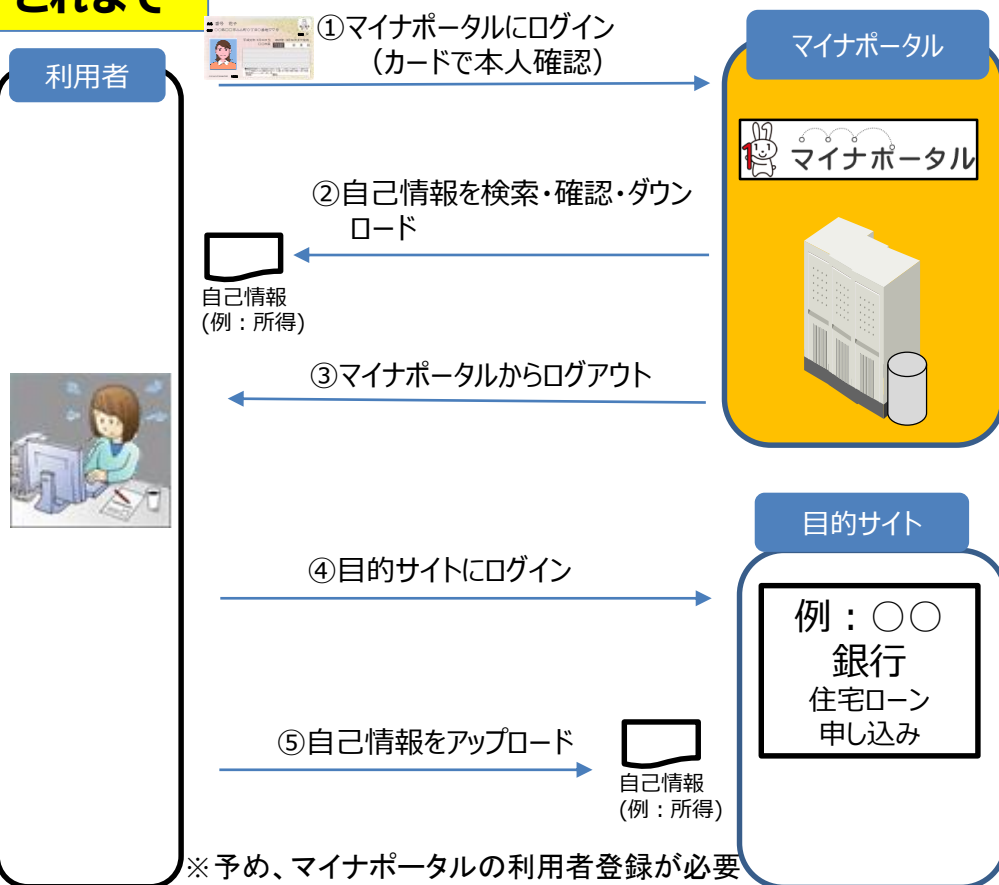 これまで
利用者
①マイナポータルにログイン
（カードで本人確認）
マイナポータル
マイナポータル
②自己情報を検索・確認・ダウン
ロード
自己情報
(例：所得)
③マイナポータルからログアウト
目的サイト
④目的サイトにログイン
例：○○
銀行
住宅ローン
申し込み
⑤自己情報をアップロード
自己情報
(例：所得)
※予め、マイナポータルの利用者登録が必要